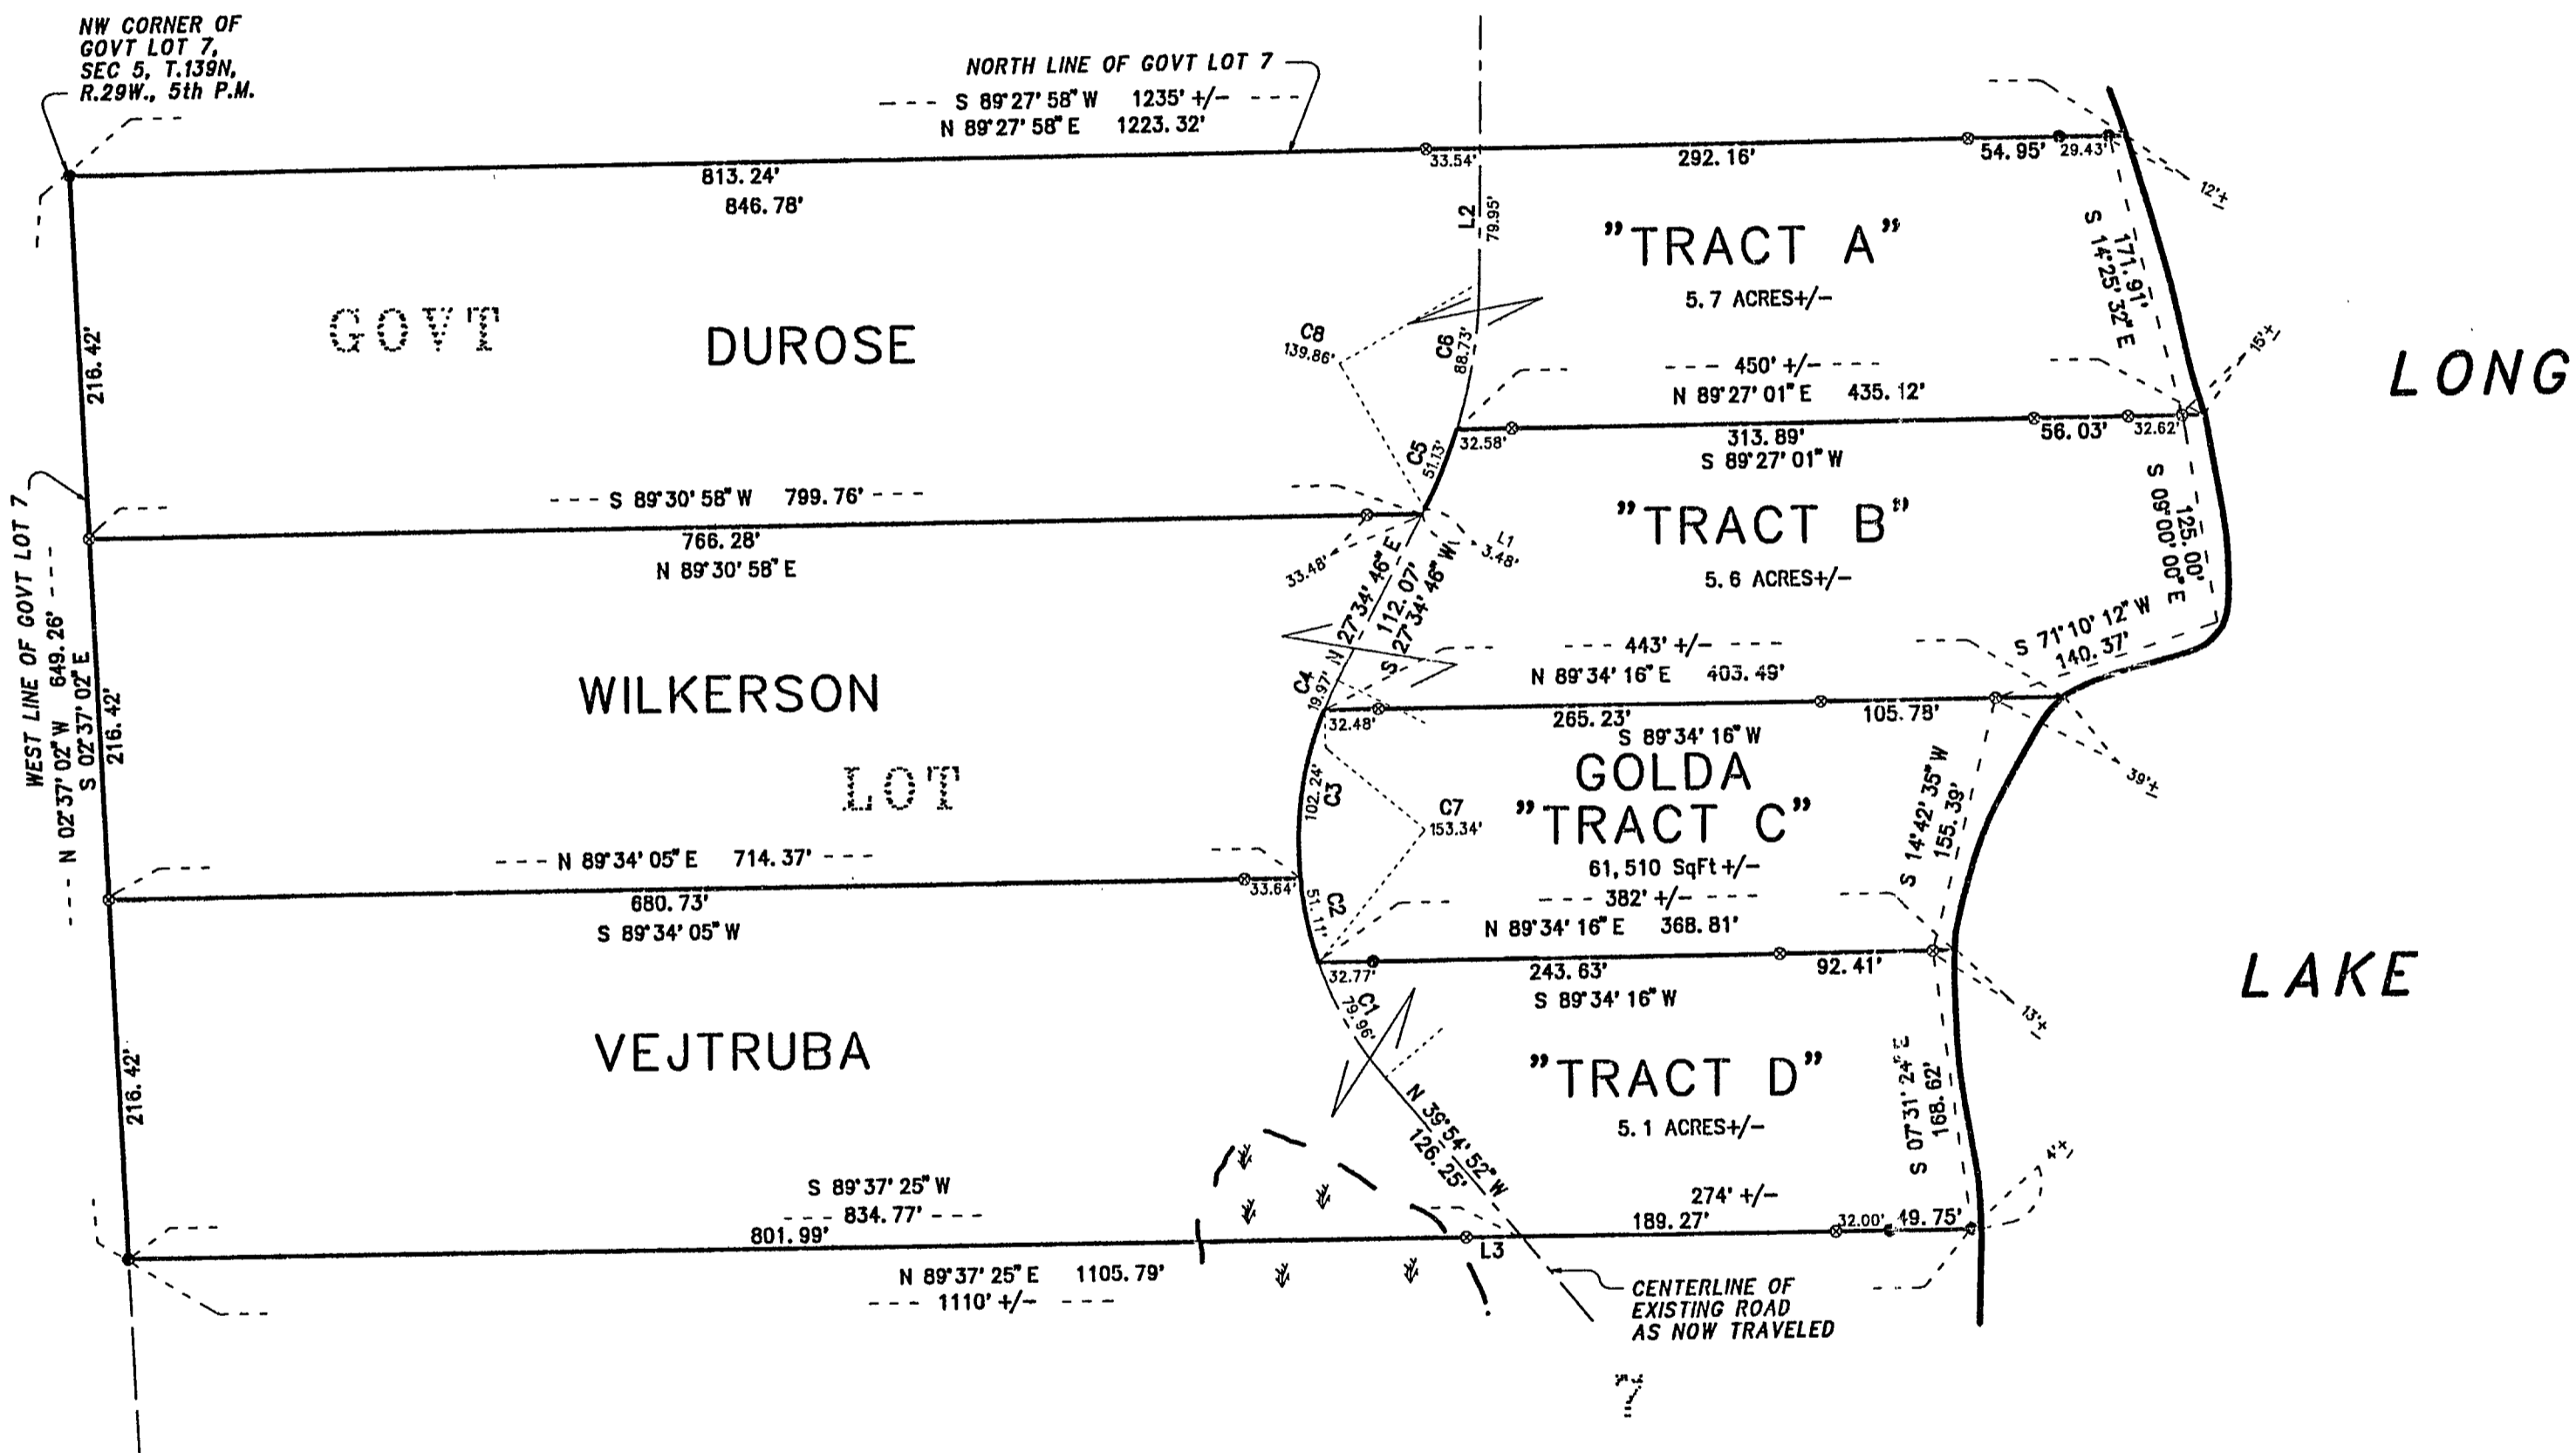 NW CORNER OF
GOVT LOT 7,
SEC 5, T.139N,
R.29W., 5th P.M.
NORTH LINE OF GOVT LOT 7
--- S 89°27'58" W 1235' +/- ---
N 89°27'58" E 1223.32'
813.24'
846.78'
33.54'
292.16'
54.95'
29.43'
12'±
L2
79.95'
"TRACT A"
5.7 ACRES+/-
171.91'
S 14°25'32" E
216.42'
GOVT
DUROSE
C8
139.86'
C6
88.73'
15'±
LONG
--- 450' +/- ---
N 89°27'01" E 435.12'
32.58'
313.89'
56.03'
32.62'
S 89°27'01" W
C5
51.13'
--- S 89°30'58" W 799.76' ---
766.28'
N 89°30'58" E
33.48'
L1
3.48'
"TRACT B"
5.6 ACRES+/-
125.00'
S 09°00'00" E
WEST LINE OF GOVT LOT 7
--- N 02°37'02" W 649.26' ---
S 02°37'02" E
216.42'
N 27°34'46" E
112.07'
S 27°34'46" W
S 71°10'12" W
140.37'
--- 443' +/- ---
N 89°34'16" E 403.49'
WILKERSON
C4
19.97'
32.48'
265.23'
105.78'
S 89°34'16" W
39'±
LOT
GOLDA
"TRACT C"
61,510 SqFt +/-
C3
102.24'
C7
153.34'
S 14°42'35" W
155.39'
--- N 89°34'05" E 714.37' ---
680.73'
33.64'
S 89°34'05" W
C2
51.11'
--- 382' +/- ---
N 89°34'16" E 368.81'
32.77'
243.63'
92.41'
S 89°34'16" W
13'±
LAKE
C1
79.96'
VEJTRUBA
216.42'
"TRACT D"
5.1 ACRES+/-
S 07°31'24" E
168.62'
N 39°54'52" W
126.25'
4'±
S 89°37'25" W
--- 834.77' ---
801.99'
274' +/-
189.27'
32.00'
49.75'
L3
N 89°37'25" E 1105.79'
--- 1110' +/- ---
CENTERLINE OF
EXISTING ROAD
AS NOW TRAVELED
7